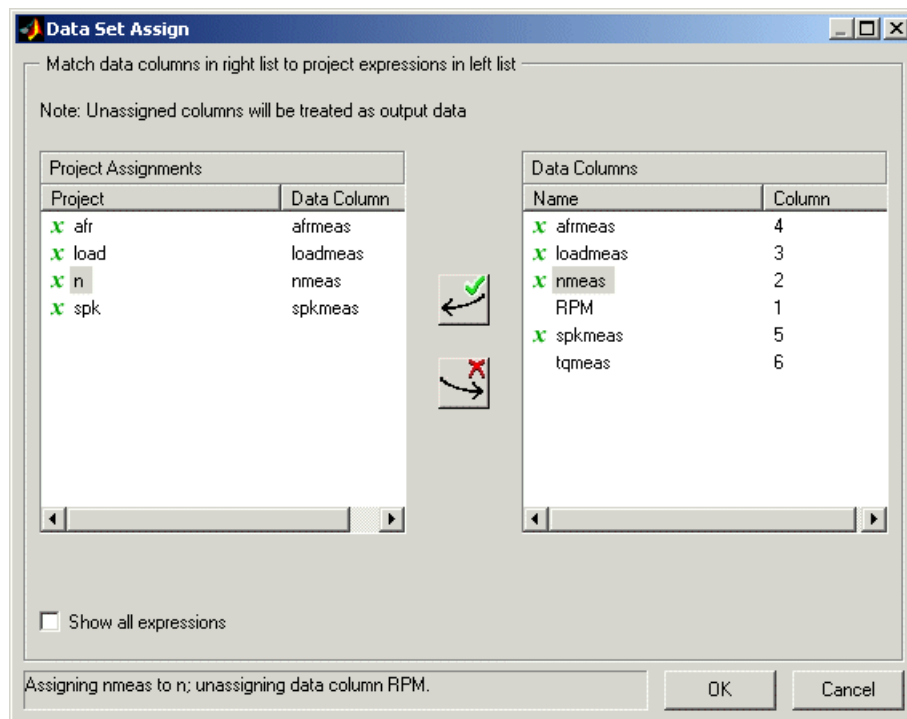 Data Set Assign
Match data columns in right list to project expressions in left list
Note: Unassigned columns will be treated as output data
Project Assignments
Project Data Column
x afr afrmeas
x load loadmeas
x n nmeas
x spk spkmeas
Data Columns
Name Column
x afrmeas 4
x loadmeas 3
x nmeas 2
RPM 1
x spkmeas 5
tqmeas 6
Show all expressions
Assigning nmeas to n; unassigning data column RPM.
OK Cancel